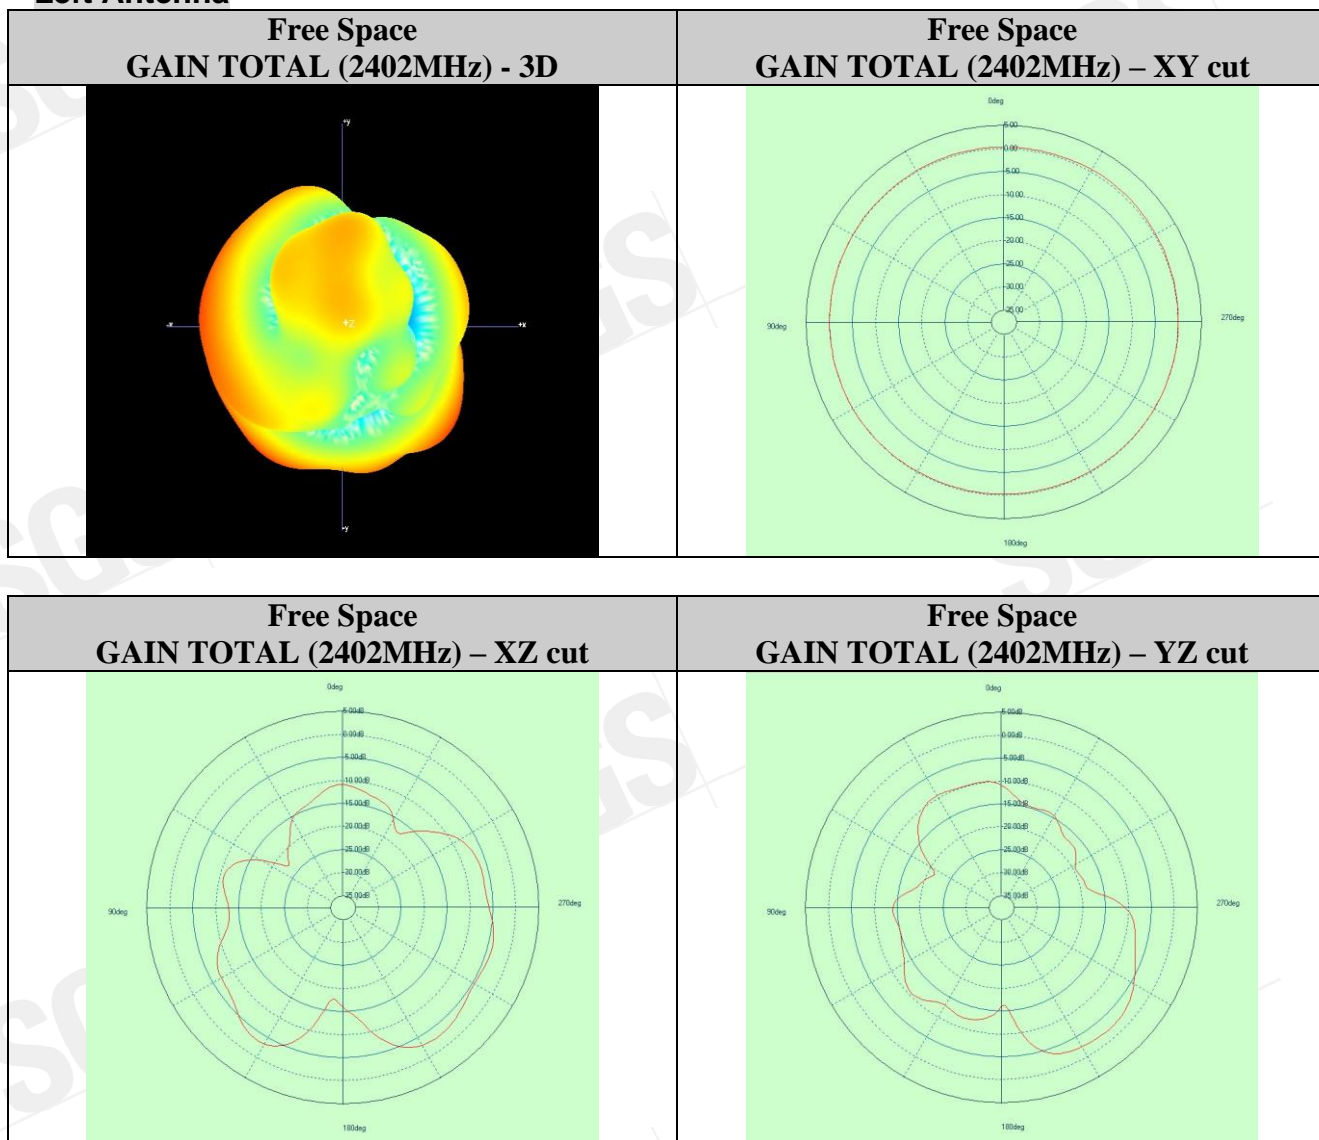 Left Antenna
Free Space
GAIN TOTAL (2402MHz) - 3D
Free Space
GAIN TOTAL (2402MHz) – XY cut
+y
-x
+x
+Z
-y
0deg
5.00
0.00
5.00
10.00
15.00
20.00
25.00
30.00
35.00
90deg
270deg
180deg
Free Space
GAIN TOTAL (2402MHz) – XZ cut
Free Space
GAIN TOTAL (2402MHz) – YZ cut
0deg
5.00dB
0.00dB
5.00dB
10.00dB
15.00dB
20.00dB
25.00dB
30.00dB
35.00dB
90deg
270deg
180deg
0deg
5.00dB
0.00dB
5.00dB
10.00dB
15.00dB
20.00dB
25.00dB
30.00dB
35.00dB
90deg
270deg
180deg
SGS